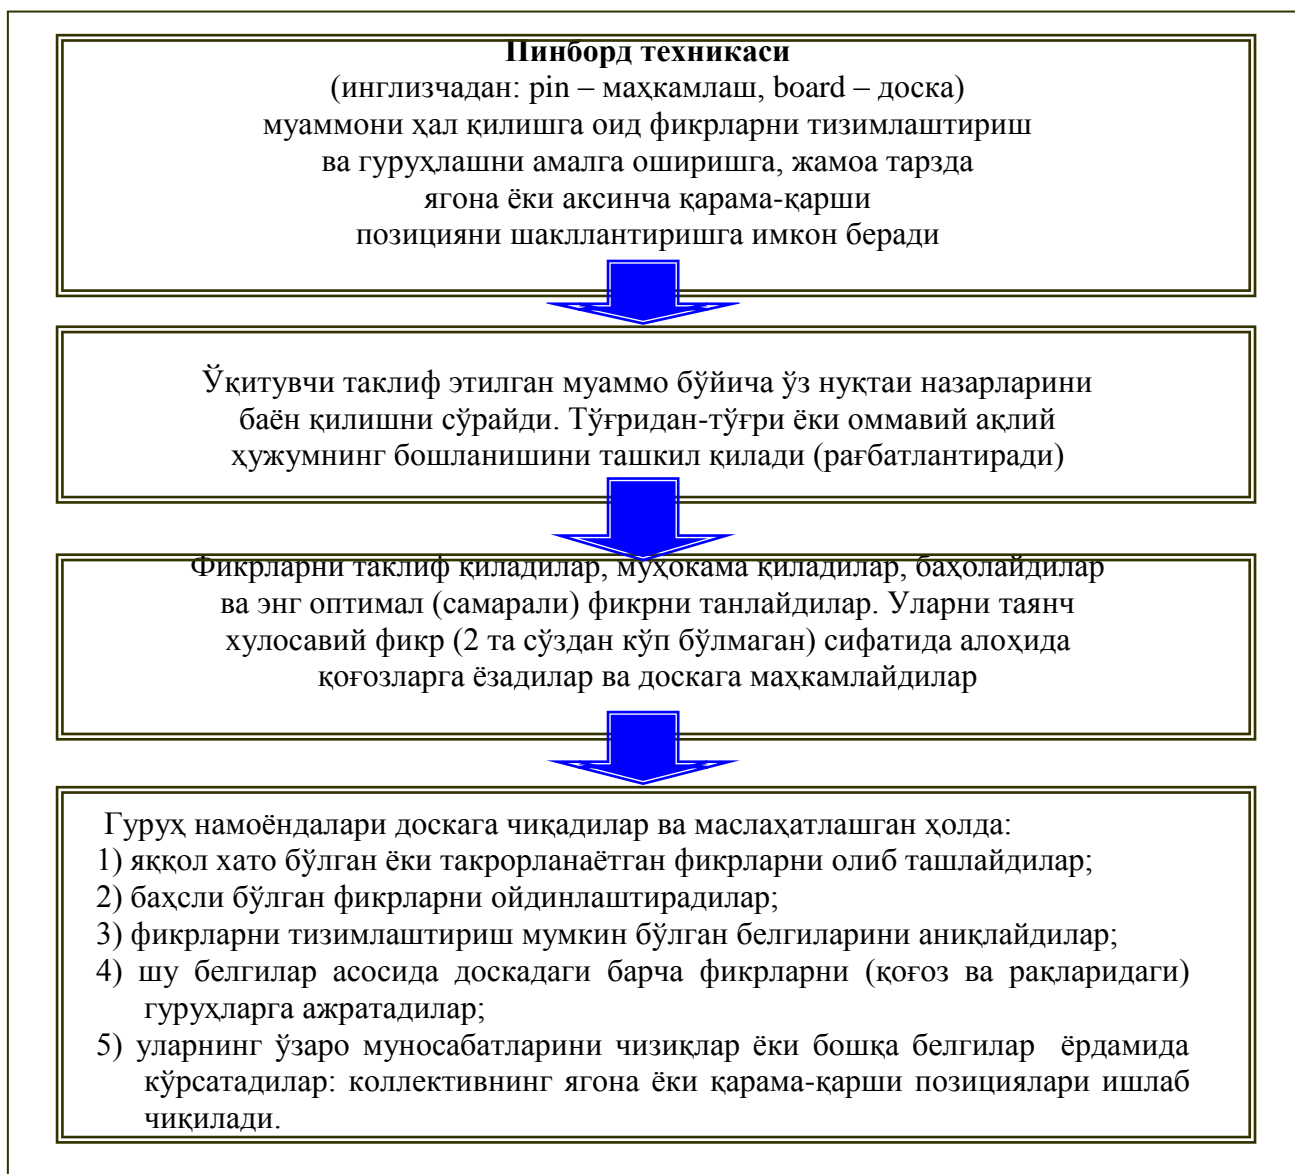 Пинборд техникаси
(инглизчадан: pin – маҳкамлаш, board – доска)
муаммони ҳал қилишга оид фикрларни тизимлаштириш
ва гуруҳлашни амалга оширишга, жамоа тарзда
ягона ёки аксинча қарама-қарши
позицияни шакллантиришга имкон беради
Ўқитувчи таклиф этилган муаммо бўйича ўз нуқтаи назарларини
баён қилишни сўрайди. Тўғридан-тўғри ёки оммавий ақлий
ҳужумнинг бошланишини ташкил қилади (рағбатлантиради)
Фикрларни таклиф қиладилар, муҳокама қиладилар, баҳолайдилар
ва энг оптимал (самарали) фикрни танлайдилар. Уларни таянч
хулосавий фикр (2 та сўздан кўп бўлмаган) сифатида алоҳида
қоғозларга ёзадилар ва доскага маҳкамлайдилар
Гуруҳ намоёндалари доскага чиқадилар ва маслаҳатлашган ҳолда:
1) яққол хато бўлган ёки такрорланаётган фикрларни олиб ташлайдилар;
2) баҳсли бўлган фикрларни ойдинлаштирадилар;
3) фикрларни тизимлаштириш мумкин бўлган белгиларини аниқлайдилар;
4) шу белгилар асосида доскадаги барча фикрларни (қоғоз ва рақларидаги)
гуруҳларга ажратадилар;
5) уларнинг ўзаро муносабатларини чизиқлар ёки бошқа белгилар ёрдамида
кўрсатадилар: коллективнинг ягона ёки қарама-қарши позициялари ишлаб
чиқилади.